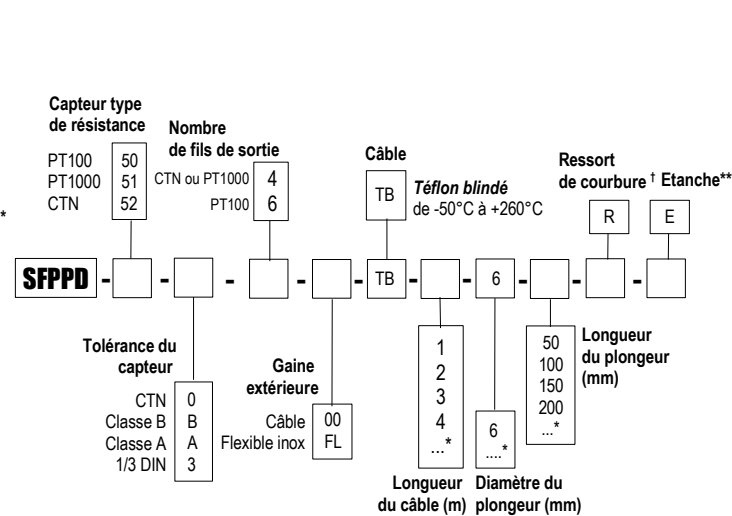 Capteur type
de résistance
PT100 50
PT1000 51
CTN 52
*
Nombre
de fils de sortie
CTN ou PT1000 4
PT100 6
Câble
TB
Téflon blindé
de -50°C à +260°C
Ressort
de courbure † Etanche**
R E
SFPPD - - - - - TB - - 6 - - -
Tolérance du
capteur
CTN 0
Classe B B
Classe A A
1/3 DIN 3
Gaine
extérieure
Câble 00
Flexible inox FL
1
2
3
4
...*
Longueur
du câble (m)
6
....*
Diamètre du
plongeur (mm)
50
100
150
200
...*
Longueur
du plongeur
(mm)